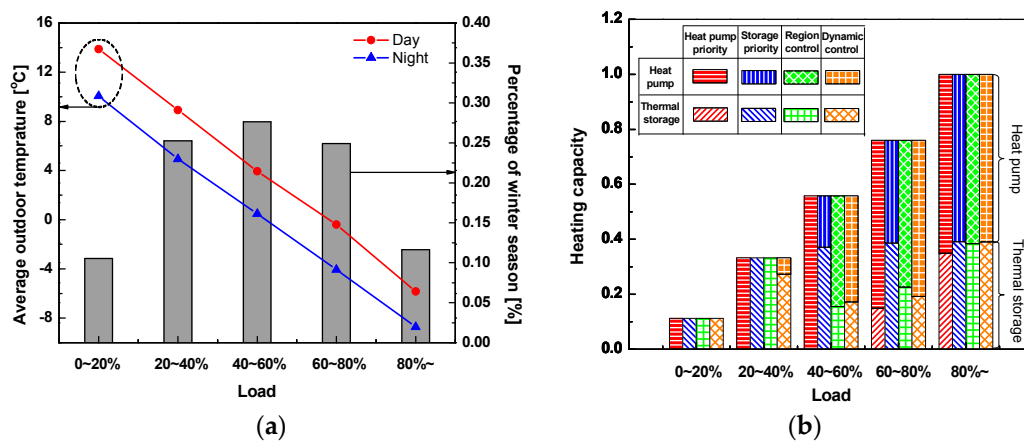 Average outdoor temprature [°C]
16
12
8
4
0
-4
-8
Day
Night
0.40
0.35
0.30
0.25
0.20
0.15
0.10
0.05
0.00
Percentage of winter season [%]
0~20% 20~40% 40~60% 60~80% 80%~
Load
(a)
Heating capacity
1.0
0.8
0.6
0.4
0.2
0.0
Heat pump priority
Storage priority
Region control
Dynamic control
Heat pump
Thermal storage
Heat pump
Thermal storage
0~20% 20~40% 40~60% 60~80% 80%~
Load
(b)